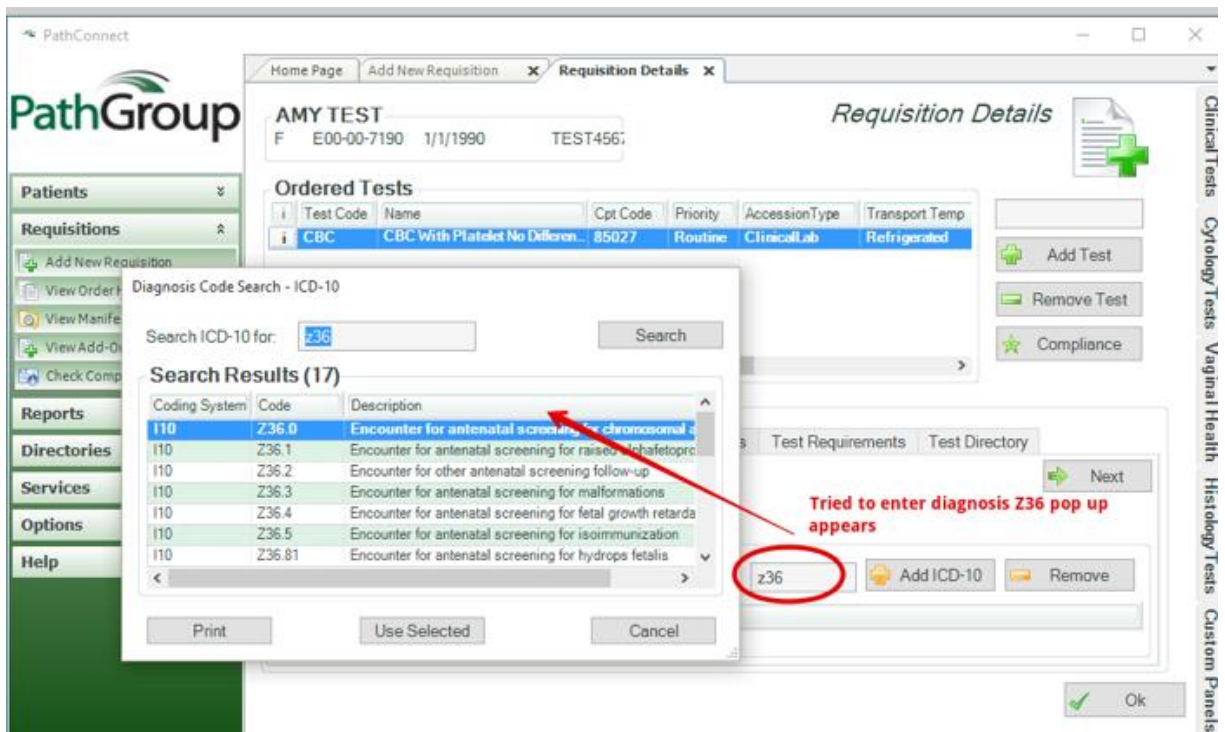 PathConnect
PathGroup
Home Page Add New Requisition x Requisition Details x
AMY TEST
F E00-00-7190 1/1/1990 TEST4567
Requisition Details
Patients
Requisitions
Add New Requisition
View Order H
View Manife
View Add-O
Check Comp
Reports
Directories
Services
Options
Help
Ordered Tests
i Test Code Name Cpt Code Priority AccessionType Transport Temp
i CBC CBC With Platelet No Differen... 85027 Routine ClinicalLab Refrigerated
Add Test
Remove Test
Compliance
Diagnosis Code Search - ICD-10
Search ICD-10 for: z36 Search
Search Results (17)
Coding System Code Description
I10 Z36.0 Encounter for antenatal screening for chromosomal a
I10 Z36.1 Encounter for antenatal screening for raised alphafetopro
I10 Z36.2 Encounter for other antenatal screening follow-up
I10 Z36.3 Encounter for antenatal screening for malformations
I10 Z36.4 Encounter for antenatal screening for fetal growth retarda
I10 Z36.5 Encounter for antenatal screening for isoimmunization
I10 Z36.81 Encounter for antenatal screening for hydrops fetalis
Print Use Selected Cancel
s Test Requirements Test Directory
Next
Tried to enter diagnosis Z36 pop up
appears
z36 Add ICD-10 Remove
Ok
Clinical Tests
Cytology Tests
Vaginal Health
Histology Tests
Custom Panels